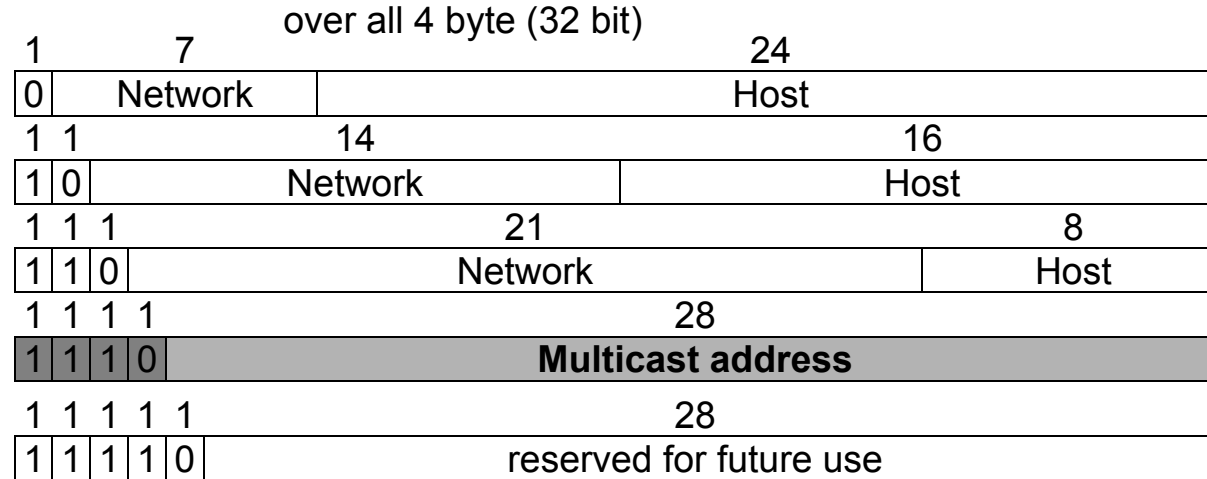 over all 4 byte (32 bit)
1 7 24
0 Network Host
1 1 14 16
1 0 Network Host
1 1 1 21 8
1 1 0 Network Host
1 1 1 1 28
1 1 1 0 Multicast address
1 1 1 1 1 28
1 1 1 1 0 reserved for future use